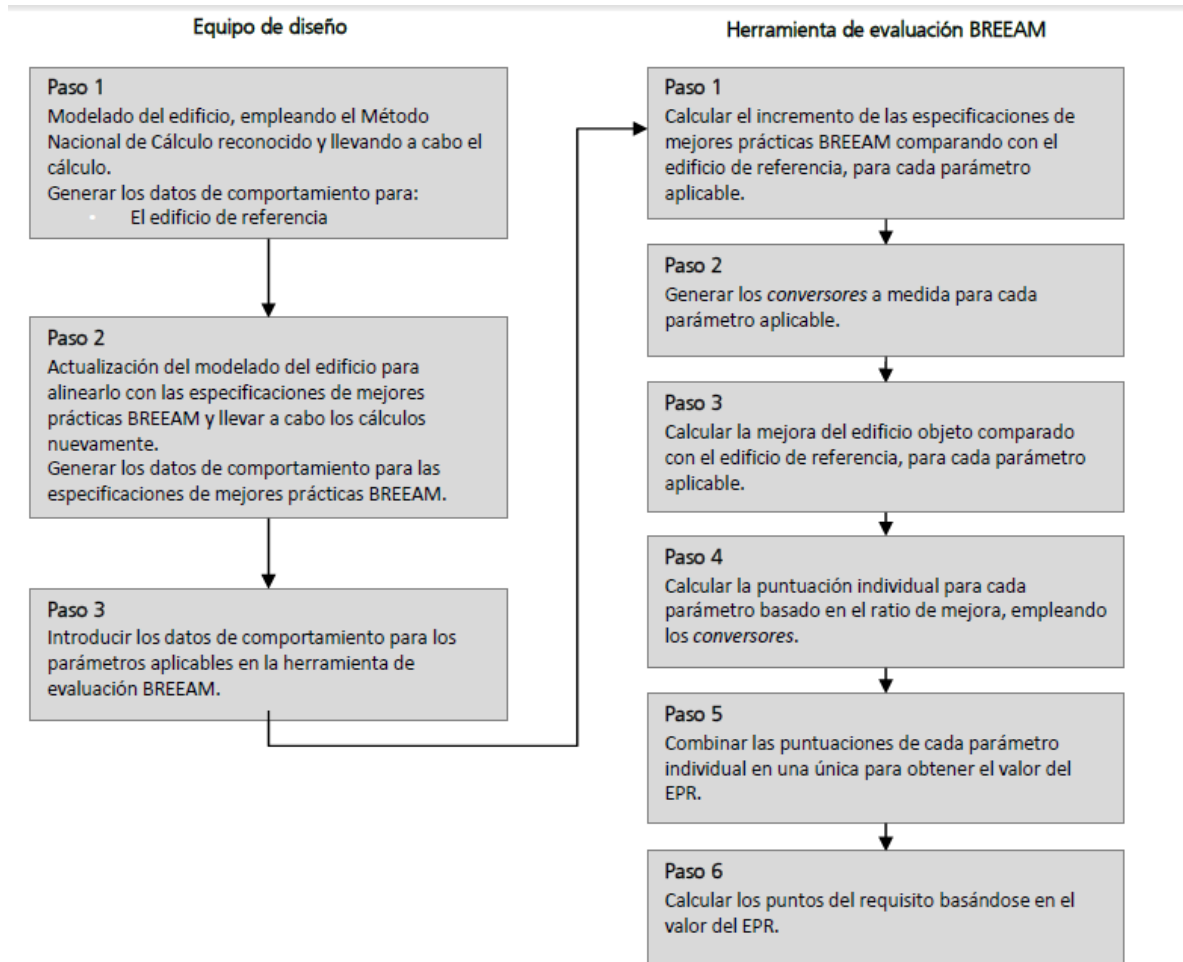 Equipo de diseño
Paso 1
Modelado del edificio, empleando el Método
Nacional de Cálculo reconocido y llevando a cabo el
cálculo.
Generar los datos de comportamiento para:
• El edificio de referencia
Paso 2
Actualización del modelado del edificio para
alinearlo con las especificaciones de mejores
prácticas BREEAM y llevar a cabo los cálculos
nuevamente.
Generar los datos de comportamiento para las
especificaciones de mejores prácticas BREEAM.
Paso 3
Introducir los datos de comportamiento para los
parámetros aplicables en la herramienta de
evaluación BREEAM.
Herramienta de evaluación BREEAM
Paso 1
Calcular el incremento de las especificaciones de
mejores prácticas BREEAM comparando con el
edificio de referencia, para cada parámetro
aplicable.
Paso 2
Generar los conversores a medida para cada
parámetro aplicable.
Paso 3
Calcular la mejora del edificio objeto comparado
con el edificio de referencia, para cada parámetro
aplicable.
Paso 4
Calcular la puntuación individual para cada
parámetro basado en el ratio de mejora, empleando
los conversores.
Paso 5
Combinar las puntuaciones de cada parámetro
individual en una única para obtener el valor del
EPR.
Paso 6
Calcular los puntos del requisito basándose en el
valor del EPR.